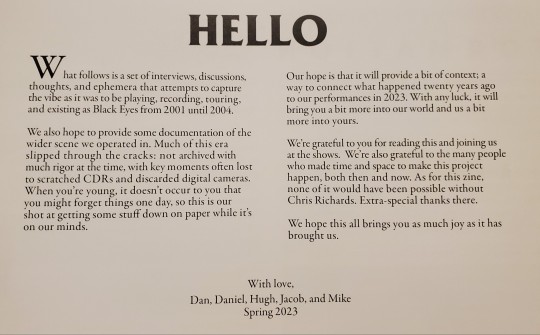 HELLO
What follows is a set of interviews, discussions,
thoughts, and ephemera that attempts to capture
the vibe as it was to be playing, recording, touring,
and existing as Black Eyes from 2001 until 2004.
We also hope to provide some documentation of the
wider scene we operated in. Much of this era
slipped through the cracks: not archived with
much rigor at the time, with key moments often lost
to scratched CDRs and discarded digital cameras.
When you're young, it doesn't occur to you that
you might forget things one day, so this is our
shot at getting some stuff down on paper while it's
on our minds.
Our hope is that it will provide a bit of context; a
way to connect what happened twenty years ago
to our performances in 2023. With any luck, it will
bring you a bit more into our world and us a bit
more into yours.
We're grateful to you for reading this and joining us
at the shows. We're also grateful to the many people
who made time and space to make this project
happen, both then and now. As for this zine,
none of it would have been possible without
Chris Richards. Extra-special thanks there.
We hope this all brings you as much joy as it has
brought us.
With love,
Dan, Daniel, Hugh, Jacob, and Mike
Spring 2023